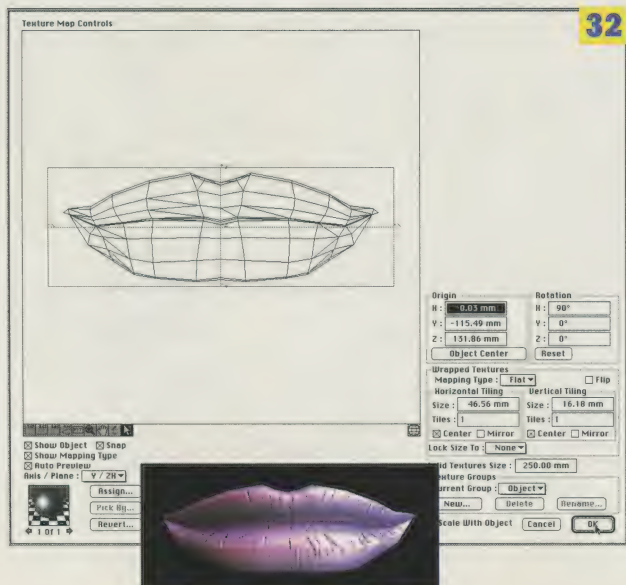 Texture Map Controls
32
Origin
X : -0.03 mm
Y : -115.49 mm
Z : 131.86 mm
Object Center
Rotation
X : 90°
Y : 0°
Z : 0°
Reset
Wrapped Textures
Mapping Type : Flat
Flip
Horizontal Tiling
Size : 46.56 mm
Tiles : 1
Center Mirror
Vertical Tiling
Size : 16.18 mm
Tiles : 1
Center Mirror
Lock Size To : None
Textures Size : 250.00 mm
Texture Groups
Current Group : Object
New... Delete Rename...
Scale With Object Cancel OK
Show Object Snap
Show Mapping Type
Auto Preview
Axis / Plane :
Assign...
Pick By...
Revert...
1 Of 1